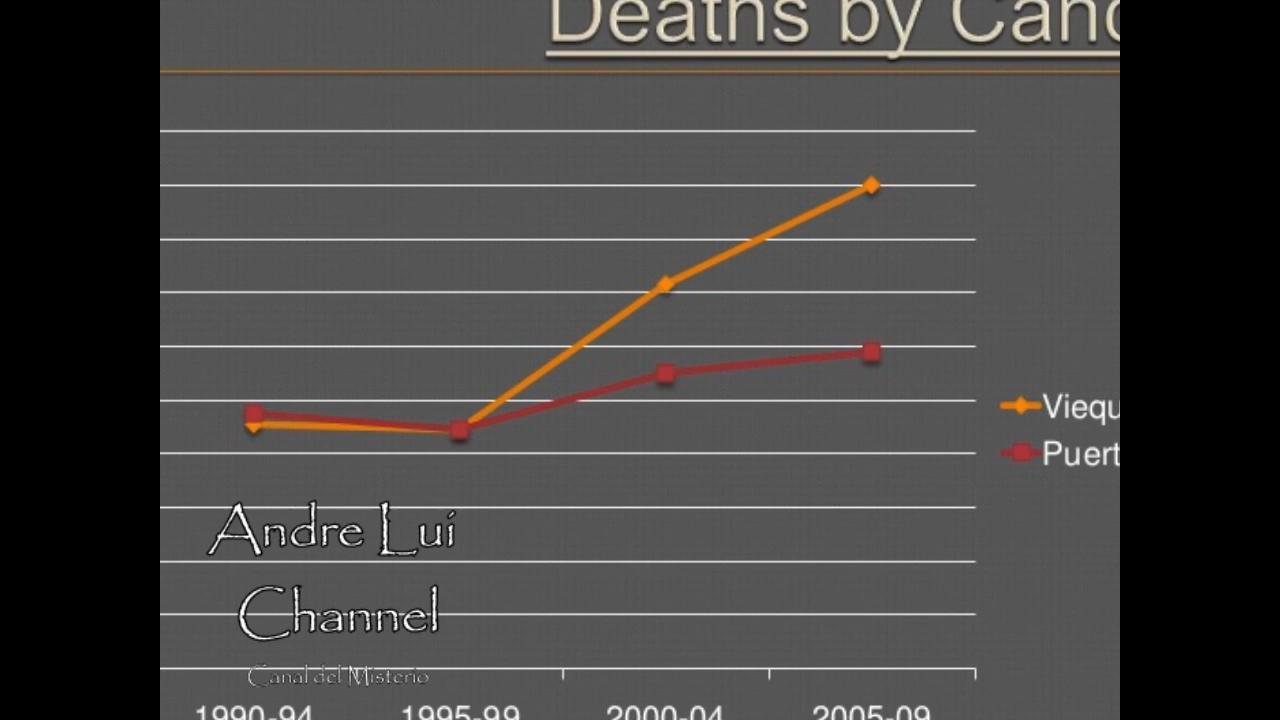 Deaths by Canc
Viequ
Puert
Andre Lui
Channel
Canal del Misterio
1990-94 1995-99 2000-04 2005-09